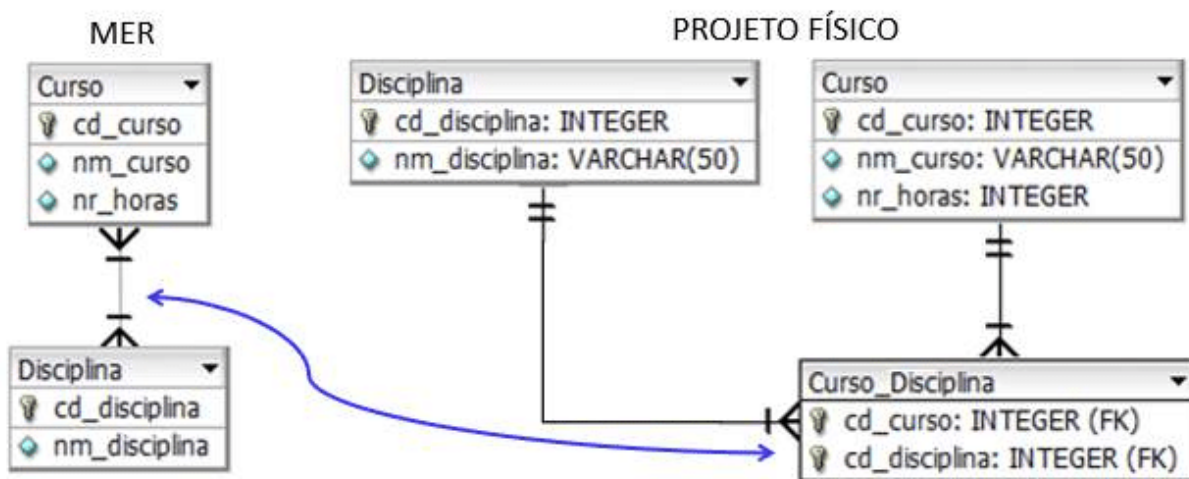 MER
Curso
cd_curso
nm_curso
nr_horas
Disciplina
cd_disciplina
nm_disciplina
PROJETO FÍSICO
Disciplina
cd_disciplina: INTEGER
nm_disciplina: VARCHAR(50)
Curso
cd_curso: INTEGER
nm_curso: VARCHAR(50)
nr_horas: INTEGER
Curso_Disciplina
cd_curso: INTEGER (FK)
cd_disciplina: INTEGER (FK)